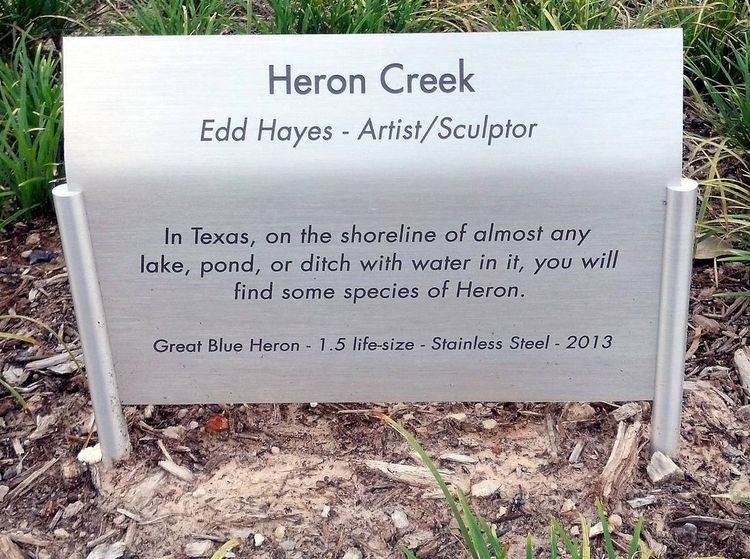 Heron Creek
Edd Hayes - Artist/Sculptor
In Texas, on the shoreline of almost any
lake, pond, or ditch with water in it, you will
find some species of Heron.
Great Blue Heron - 1.5 life-size - Stainless Steel - 2013